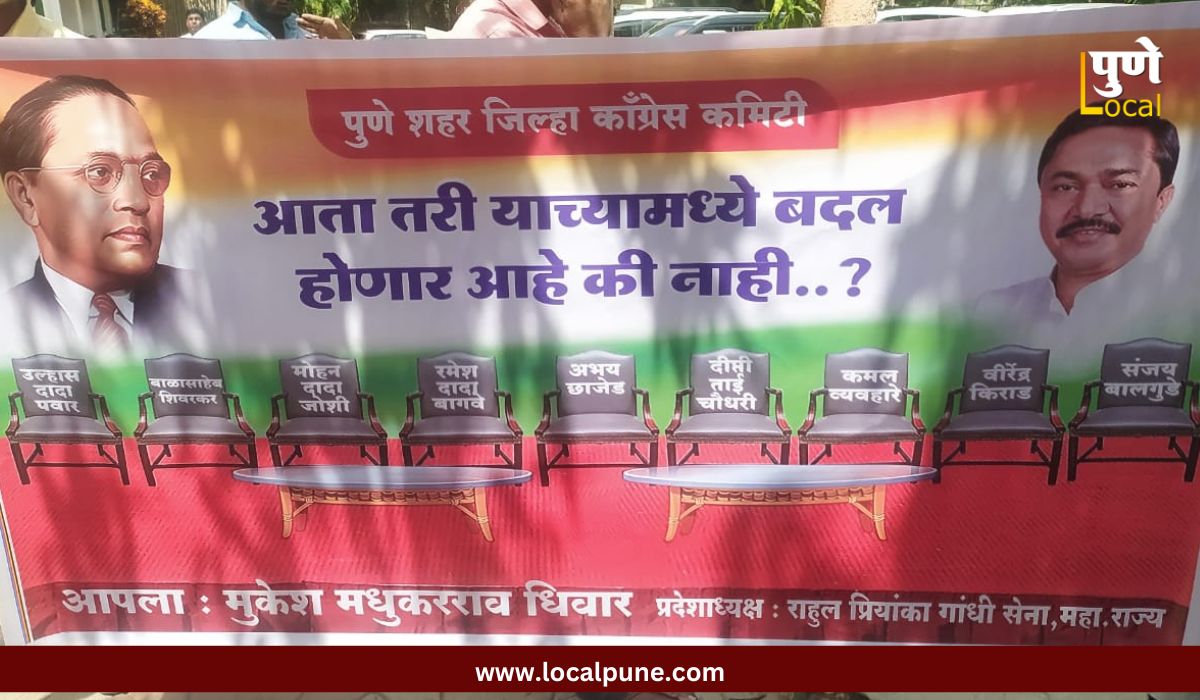 पुणे
Local
पुणे शहर जिल्हा काँग्रेस कमिटी
आता तरी याच्यामध्ये बदल
होणार आहे की नाही..?
उल्हास
दादा
पवार
बाळासाहेब
शिवरकर
मोहन
दादा
जोशी
रमेश
दादा
बागवे
अभय
छाजेड
दीप्ती
ताई
चौधरी
कमल
व्यवहारे
वीरेंद्र
किराड
संजय
बालगुडे
आपला : मुकेश मधुकरराव धिवार प्रदेशाध्यक्ष : राहुल प्रियांका गांधी सेना,महा.राज्य
www.localpune.com